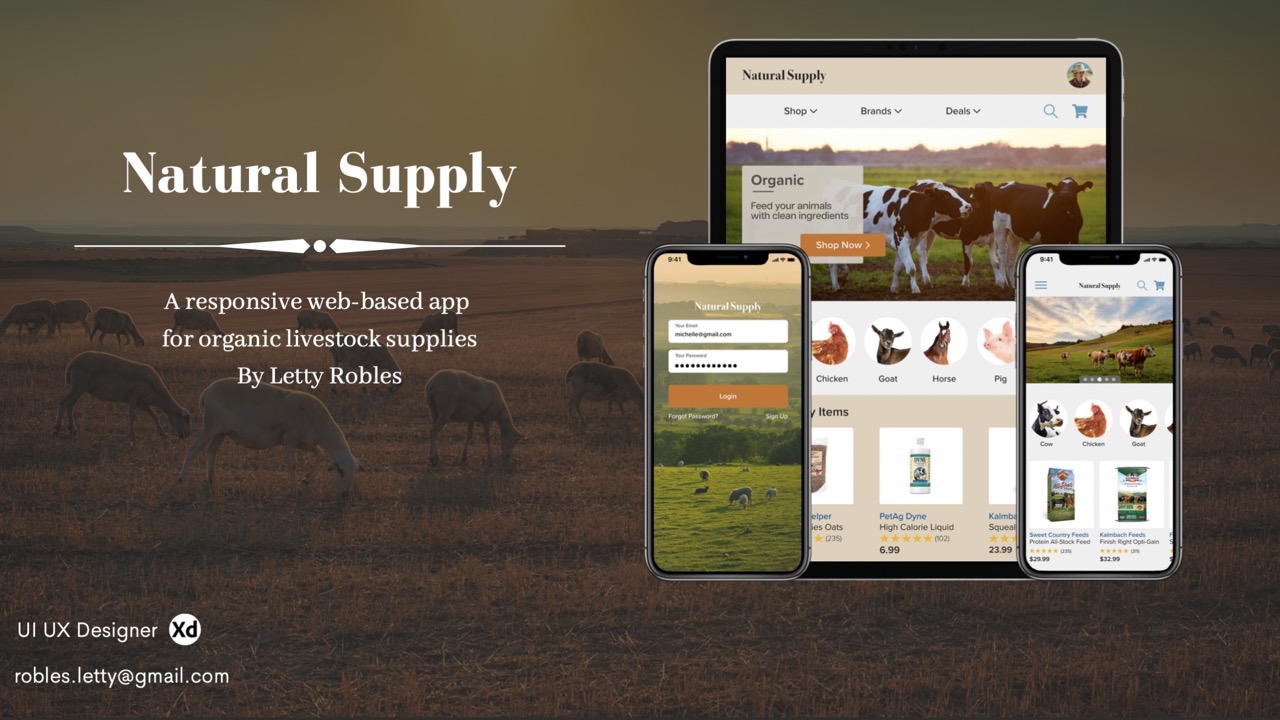 Natural Supply
A responsive web-based app
for organic livestock supplies
By Letty Robles
UI UX Designer Xd
robles.letty@gmail.com
Natural Supply
Shop Brands Deals
Organic
Feed your animals
with clean ingredients
Shop Now
Chicken Goat Horse Pig
y Items
elper
ies Oats
(235)
PetAg Dyne
High Calorie Liquid
(102)
6.99
Kalmba
Squeal
23.99
9:41
Natural Supply
Your Email
michelle@gmail.com
Your Password
Login
Forgot Password? Sign Up
9:41
Natural Supply
Cow Chicken Goat
Sweet Country Feeds
Protein All-Stock Feed
(235)
$29.99
Kalmbach Feeds
Finish Right Opti-Gain
(311)
$32.99